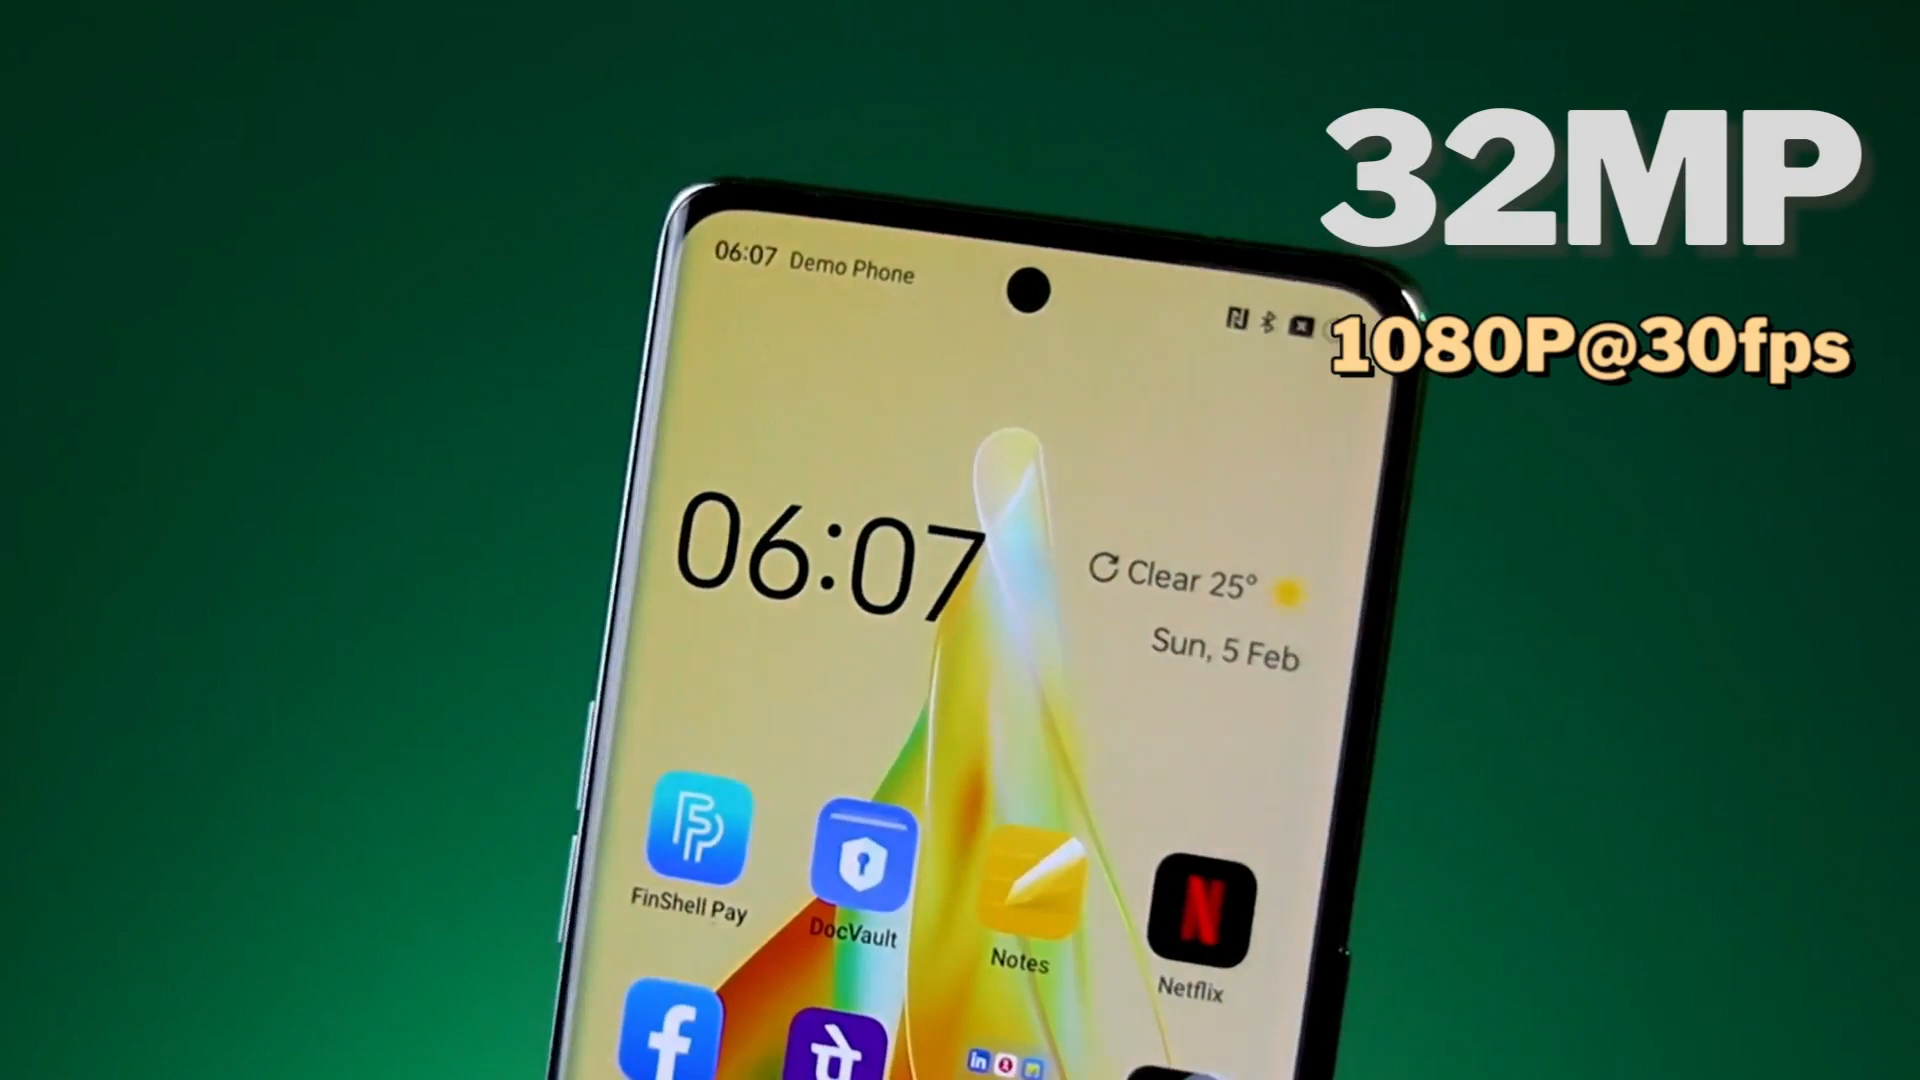 32MP
1080P@30fps
06:07 Demo Phone
06:07
Clear 25°
Sun, 5 Feb
FinShell Pay
DocVault
Notes
N
Netflix
f
पे
in